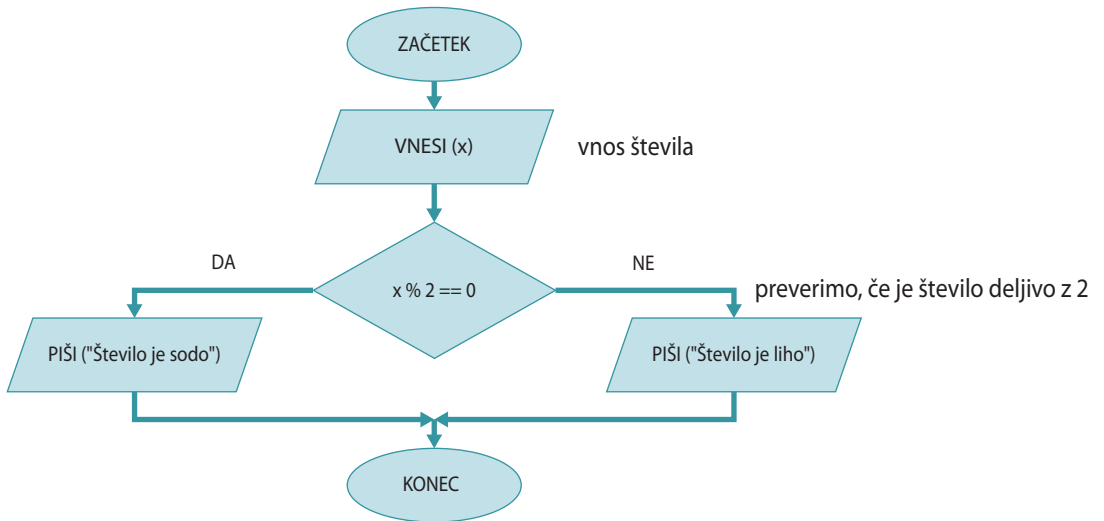 ZAČETEK
VNESI (x)
vnos števila
DA
NE
x % 2 == 0
preverimo, če je število deljivo z 2
PIŠI ("Število je sodo")
PIŠI ("Število je liho")
KONEC